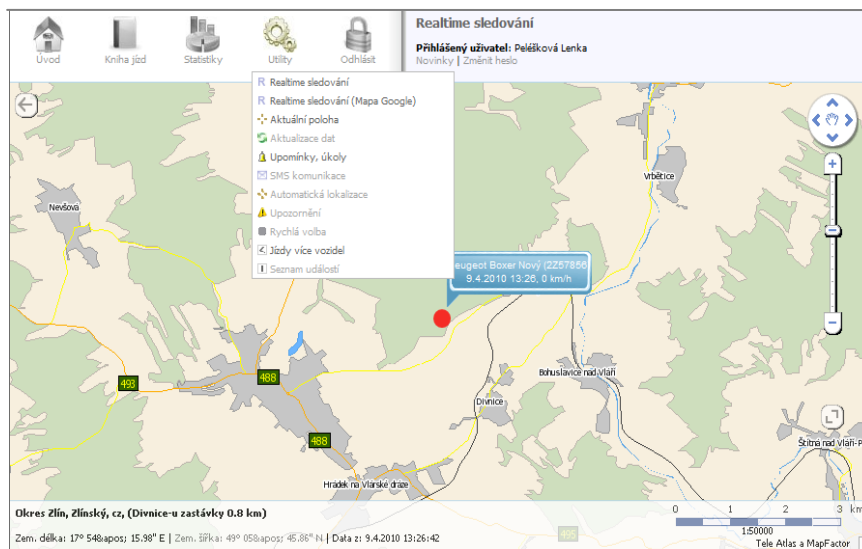 Realtime sledování
Přihlášený uživatel: Peléšková Lenka
Novinky | Změnit heslo
Úvod
Kniha jízd
Statistiky
Utility
Odhlásit
R Realtime sledování
R Realtime sledování (Mapa Google)
Aktuální poloha
Aktualizace dat
Upomínky, úkoly
SMS komunikace
Automatická lokalizace
Upozornění
Rychlá volba
Jízdy více vozidel
Seznam událostí
Vrbětice
Nevšová
eugeot Boxer Nový (2Z57856
9.4.2010 13:26, 0 km/h
493
488
Bohuslavice nad Vláří
Divnice
488
Štítná nad Vláří-P
Hrádek na Vlárské dráze
Okres Zlín, Zlínský, cz, (Divnice-u zastávky 0.8 km)
Zem. délka: 17° 54&apos; 15.98" E | Zem. šířka: 49° 05&apos; 45.86" N | Data z: 9.4.2010 13:26:42
495
0 1 2 3 km
1:50000
Tele Atlas a MapFactor